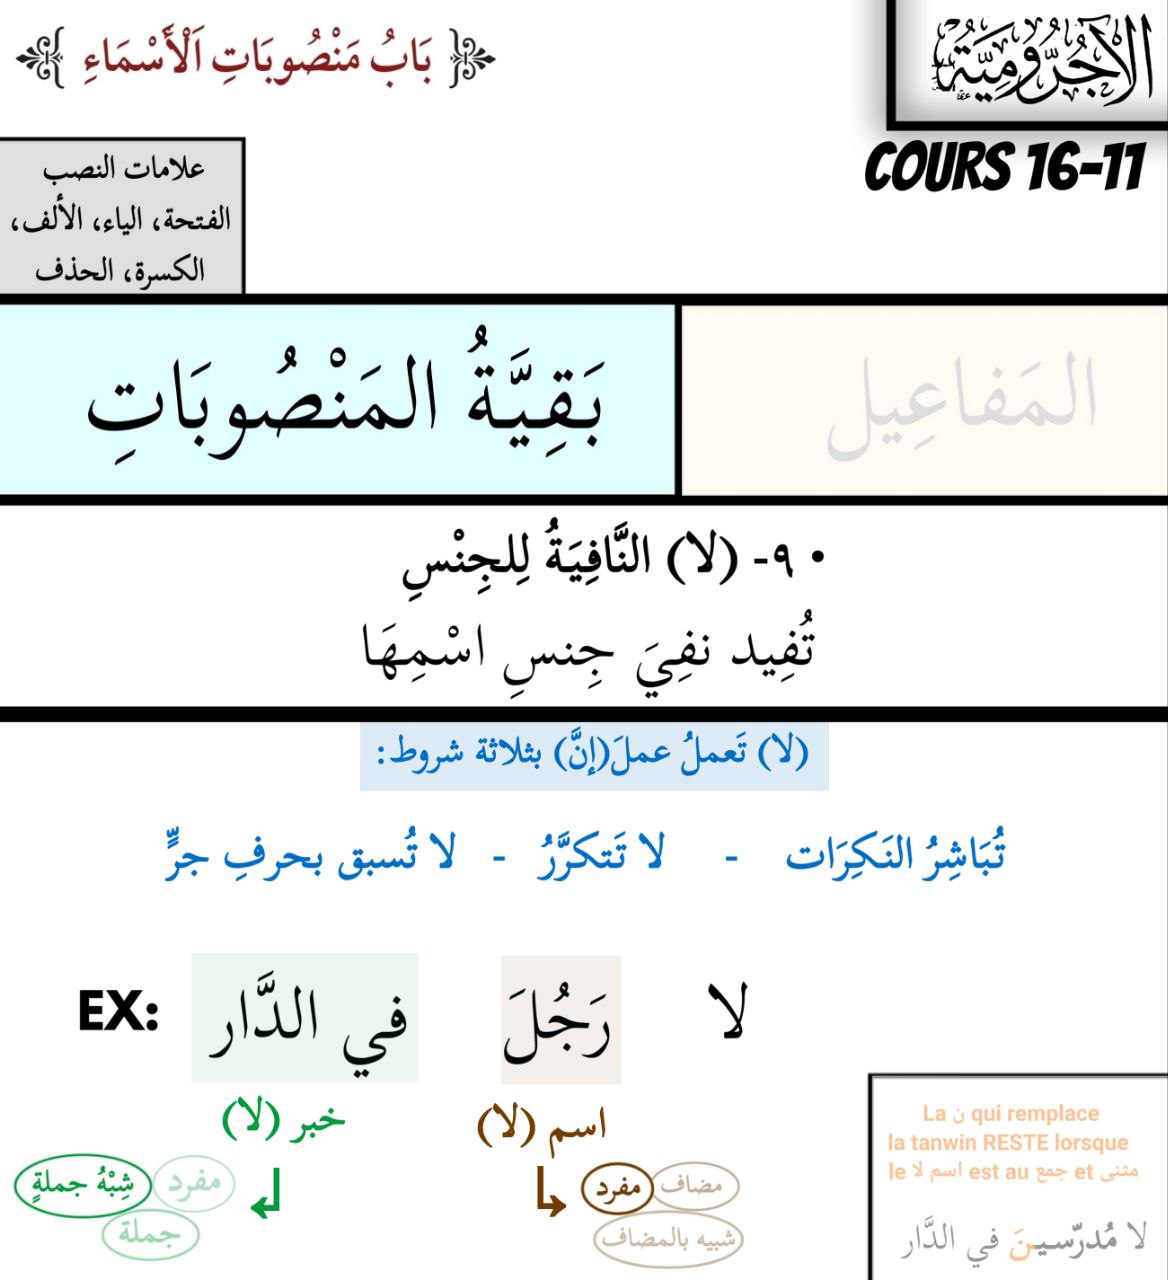 الآجُرُّومِيَّةُ
بَابُ مَنْصُوبَاتِ اَلْأَسْمَاءِ
COURS 16-11
علامات النصب
الفتحة، الياء، الألف،
الكسرة، الحذف
المَفاعِيل
بَقِيَّةُ المَنْصُوبَاتِ
• ٩- (لا) النَّافِيَةُ لِلجِنْسِ
تُفِيد نفِيَ جِنسِ اسْمِهَا
(لا) تَعملُ عملَ(إنَّ) بثلاثة شروط:
تُبَاشِرُ النَكِرَات - لا تَتكرَّرُ - لا تُسبق بحرفِ جرٍّ
لا رَجُلَ في الدَّار EX:
اسم (لا)
خبر (لا)
مضاف مفرد
شبيه بالمضاف
مفرد شِبْهُ جملةٍ
جملة
La ن qui remplace
la tanwin RESTE lorsque
le اسم لا est au جمع et مثنى
لا مُدرّسينَ في الدَّار